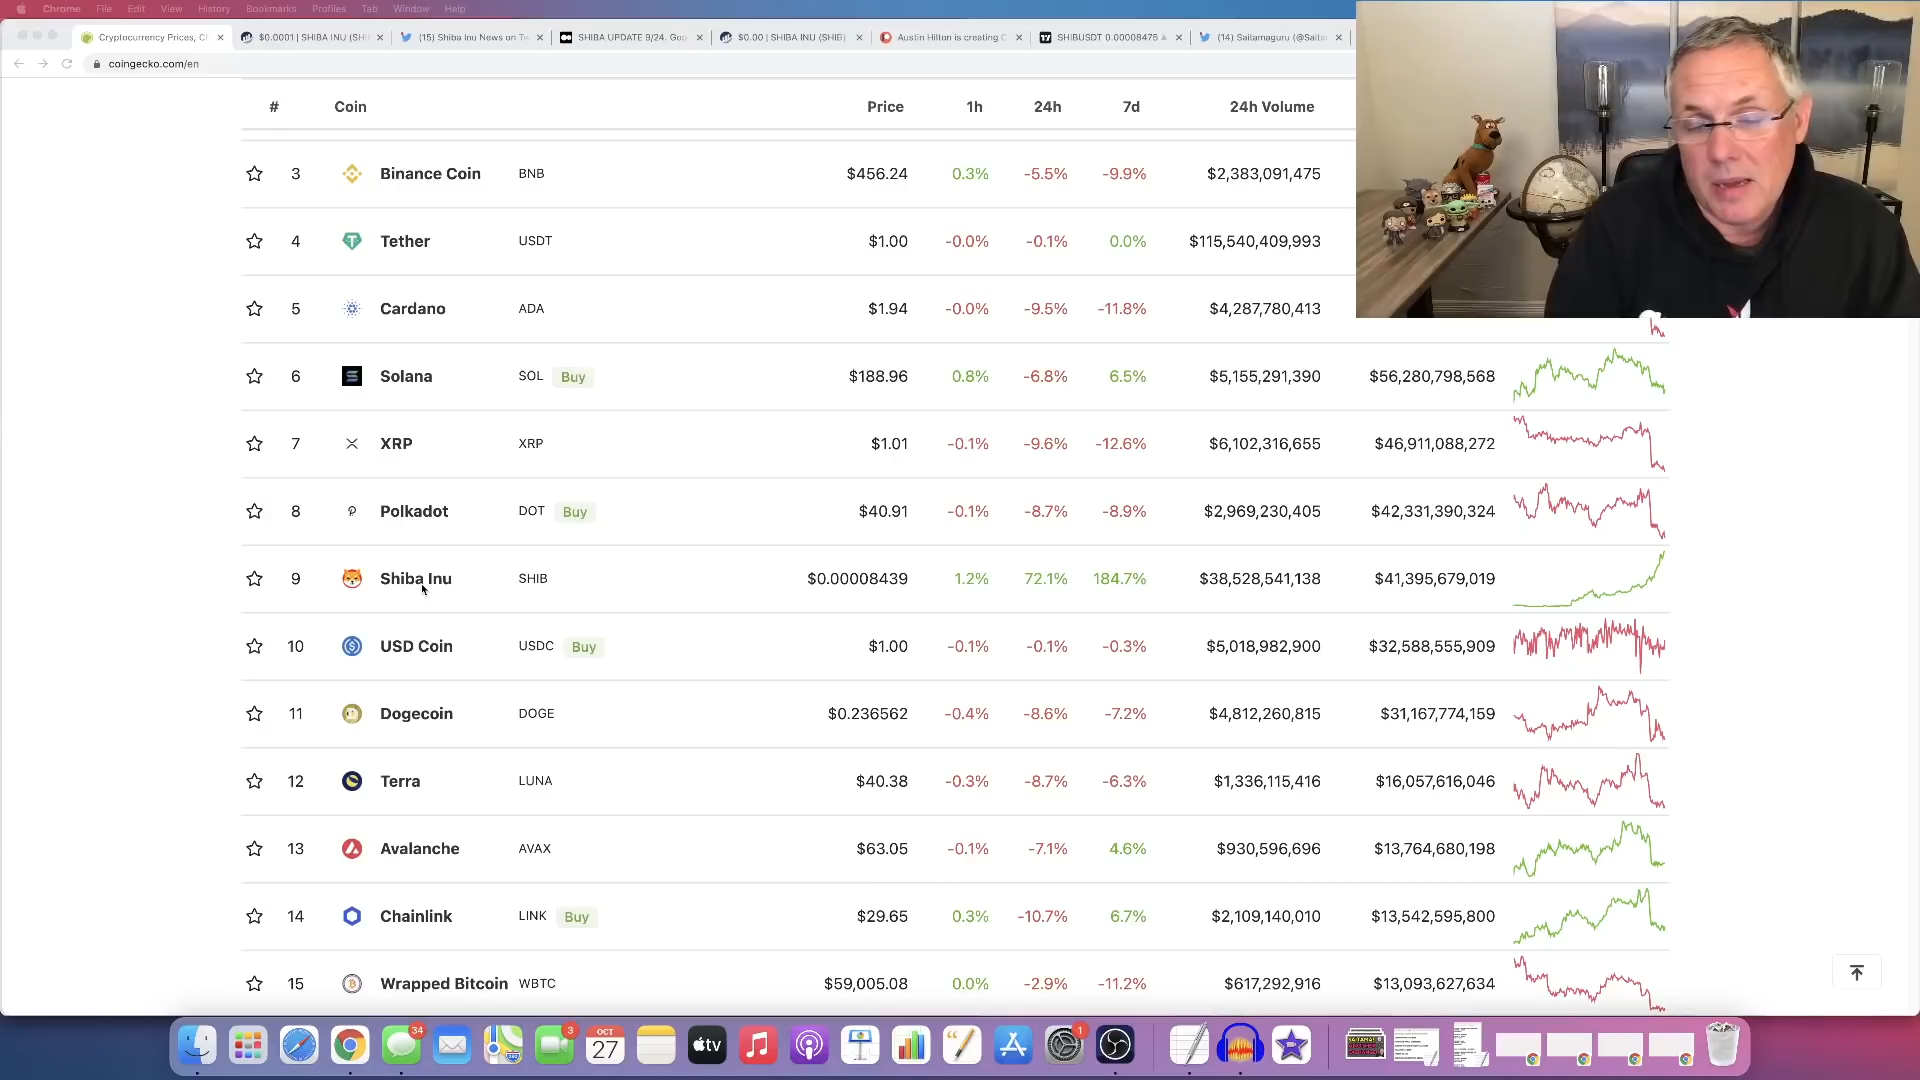 Chrome File Edit View History Bookmarks Profiles Tab Window Help
Cryptocurrency Prices, C $0.0001 | SHIBA INU (SHI (15) Shiba Inu News on Tw SHIBA UPDATE 9/24. Goo $0.00 | SHIBA INU (SHIB) Austin Hilton is creating C SHIBUSDT 0.00008475 (14) Saitamaguru (@Saita
coingecko.com/en
# Coin Price 1h 24h 7d 24h Volume
3 Binance Coin BNB $456.24 0.3% -5.5% -9.9% $2,383,091,475
4 Tether USDT $1.00 -0.0% -0.1% 0.0% $115,540,409,993
5 Cardano ADA $1.94 -0.0% -9.5% -11.8% $4,287,780,413
6 Solana SOL Buy $188.96 0.8% -6.8% 6.5% $5,155,291,390 $56,280,798,568
7 XRP XRP $1.01 -0.1% -9.6% -12.6% $6,102,316,655 $46,911,088,272
8 Polkadot DOT Buy $40.91 -0.1% -8.7% -8.9% $2,969,230,405 $42,331,390,324
9 Shiba Inu SHIB $0.00008439 1.2% 72.1% 184.7% $38,528,541,138 $41,395,679,019
10 USD Coin USDC Buy $1.00 -0.1% -0.1% -0.3% $5,018,982,900 $32,588,555,909
11 Dogecoin DOGE $0.236562 -0.4% -8.6% -7.2% $4,812,260,815 $31,167,774,159
12 Terra LUNA $40.38 -0.3% -8.7% -6.3% $1,336,115,416 $16,057,616,046
13 Avalanche AVAX $63.05 -0.1% -7.1% 4.6% $930,596,696 $13,764,680,198
14 Chainlink LINK Buy $29.65 0.3% -10.7% 6.7% $2,109,140,010 $13,542,595,800
15 Wrapped Bitcoin WBTC $59,005.08 0.0% -2.9% -11.2% $617,292,916 $13,093,627,634
34 3 OCT 27 tv 1